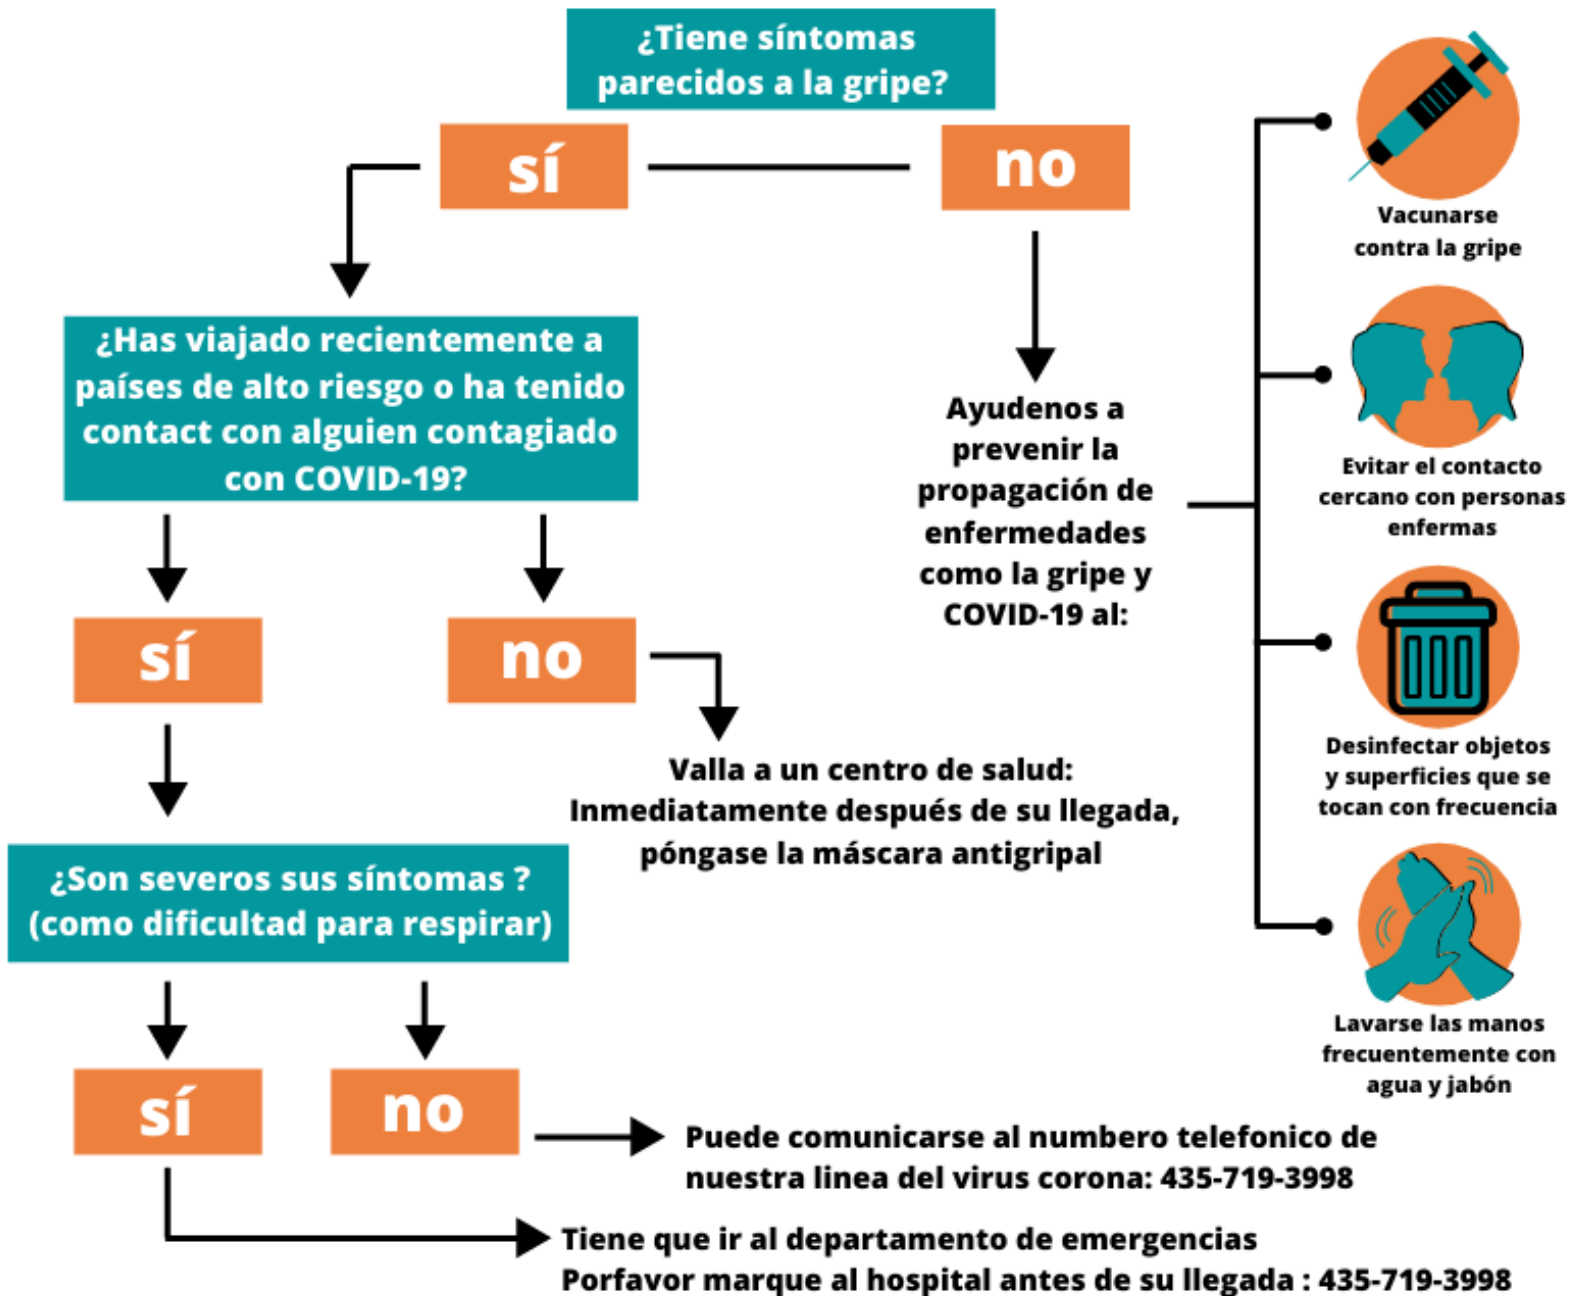 ¿Tiene síntomas
parecidos a la gripe?
sí
no
¿Has viajado recientemente a
países de alto riesgo o ha tenido
contact con alguien contagiado
con COVID-19?
sí
no
Valla a un centro de salud:
Inmediatamente después de su llegada,
póngase la máscara antigripal
¿Son severos sus síntomas ?
(como dificultad para respirar)
sí
no
Puede comunicarse al numbero telefonico de
nuestra linea del virus corona: 435-719-3998
Tiene que ir al departamento de emergencias
Porfavor marque al hospital antes de su llegada : 435-719-3998
Ayudenos a
prevenir la
propagación de
enfermedades
como la gripe y
COVID-19 al:
Vacunarse
contra la gripe
Evitar el contacto
cercano con personas
enfermas
Desinfectar objetos
y superficies que se
tocan con frecuencia
Lavarse las manos
frecuentemente con
agua y jabón